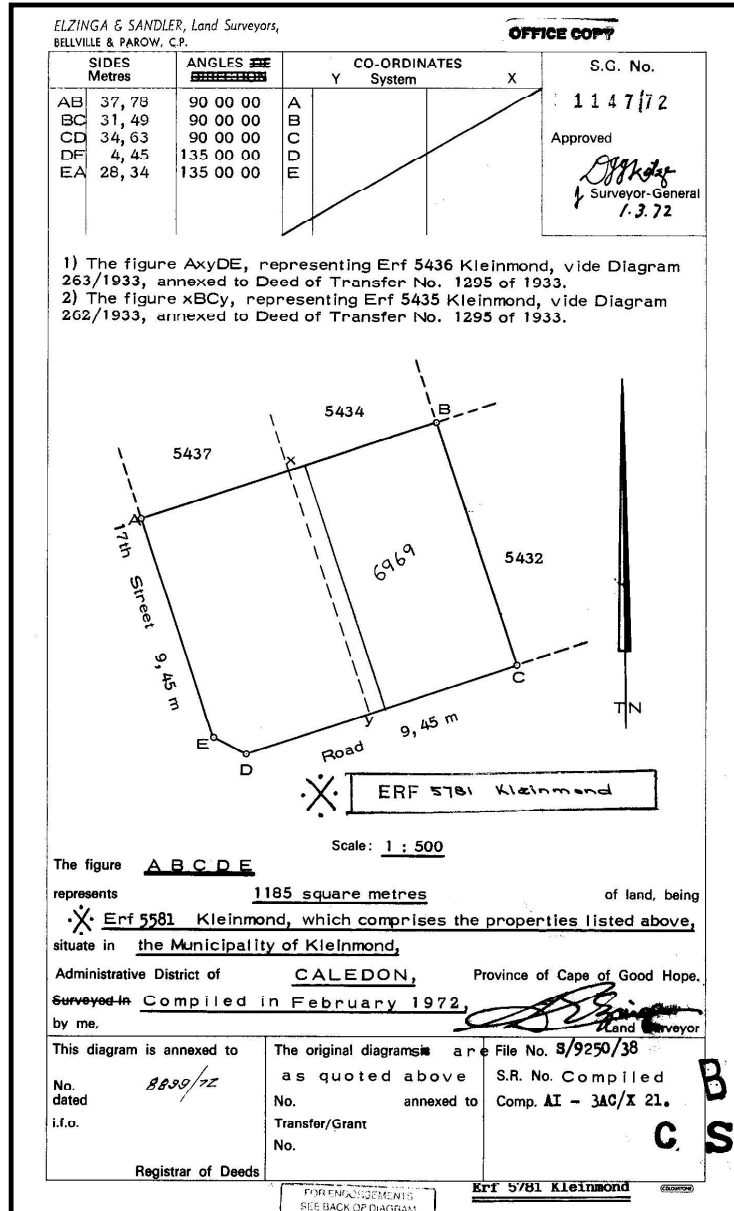 ELZINGA & SANDLER, Land Surveyors,
BELLVILLE & PAROW, C.P.
OFFICE COPY
SIDES
Metres
ANGLES
CO-ORDINATES
Y System X
S.G. No.
AB 37,78 90 00 00 A
BC 31,49 90 00 00 B
CD 34,63 90 00 00 C
DE 4,45 135 00 00 D
EA 28,34 135 00 00 E
1147/72
Approved
Surveyor-General
1.3.72
1) The figure AxyDE, representing Erf 5436 Kleinmond, vide Diagram
263/1933, annexed to Deed of Transfer No. 1295 of 1933.
2) The figure xBCy, representing Erf 5435 Kleinmond, vide Diagram
262/1933, annexed to Deed of Transfer No. 1295 of 1933.
5434
B
5437
x
A
17th Street 9,45 m
6969
5432
C
TN
E
D
y
Road 9,45 m
ERF 5781 Kleinmond
Scale: 1 : 500
The figure A B C D E
represents 1185 square metres of land, being
Erf 5581 Kleinmond, which comprises the properties listed above,
situate in the Municipality of Kleinmond,
Administrative District of CALEDON, Province of Cape of Good Hope.
Surveyed in Compiled in February 1972,
by me,
Land Surveyor
This diagram is annexed to
No. 8899/72
dated
i.f.o.
Registrar of Deeds
The original diagrams are
as quoted above
No. annexed to
Transfer/Grant
No.
File No. S/9250/38
S.R. No. Compiled
Comp. AI - 3AC/X 21.
B
C S
FOR ENDORSEMENTS
SEE BACK OF DIAGRAM
Erf 5781 Kleinmond